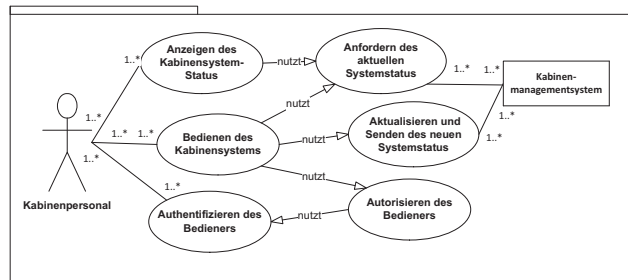 Anzeigen des
Kabinensystem-
Status
nutzt
Anfordern des
aktuellen
Systemstatus
1..*
1..*
1..*
Kabinen-
managementsystem
1..*
Bedienen des
Kabinensystems
nutzt
nutzt
Aktualisieren und
Senden des neuen
Systemstatus
1..*
1..*
1..*
1..*
1..*
1..*
nutzt
Kabinenpersonal
Authentifizieren des
Bedieners
nutzt
Autorisieren des
Bedieners